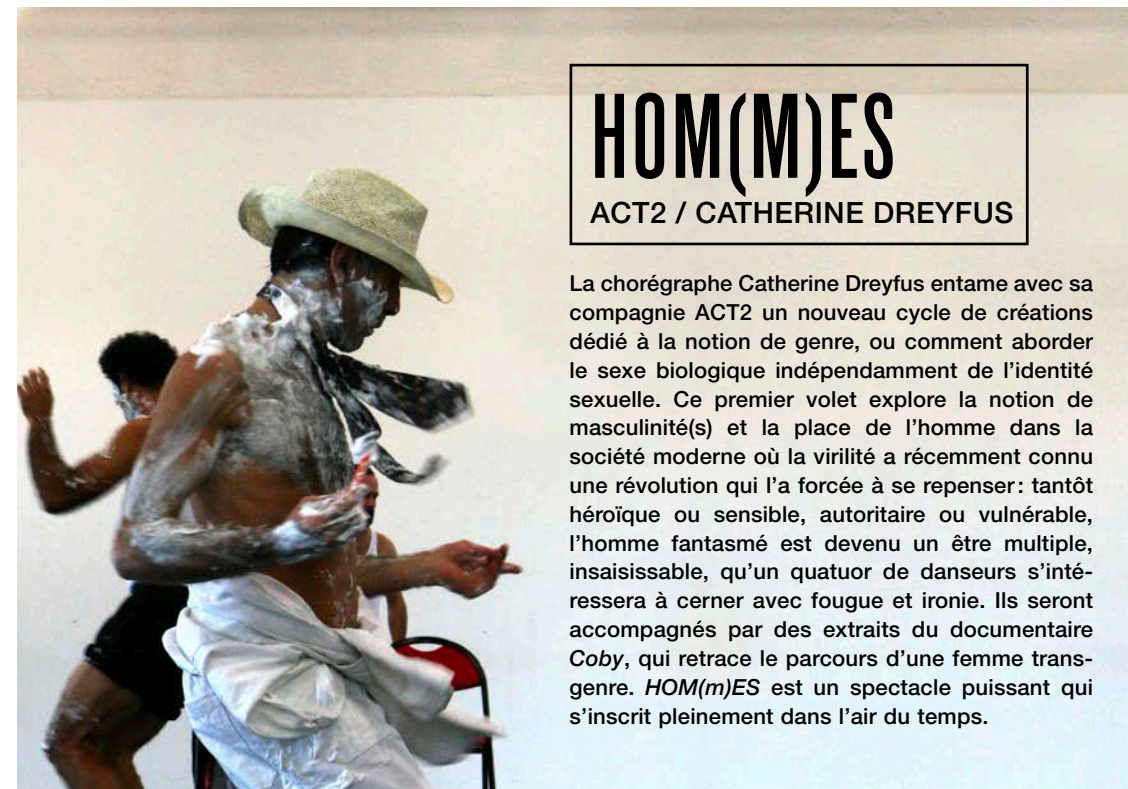 HOM(M)ES
ACT2 / CATHERINE DREYFUS
La chorégraphe Catherine Dreyfus entame avec sa
compagnie ACT2 un nouveau cycle de créations
dédié à la notion de genre, ou comment aborder
le sexe biologique indépendamment de l'identité
sexuelle. Ce premier volet explore la notion de
masculinité(s) et la place de l'homme dans la
société moderne où la virilité a récemment connu
une révolution qui l'a forcée à se repenser : tantôt
héroïque ou sensible, autoritaire ou vulnérable,
l'homme fantasmé est devenu un être multiple,
insaisissable, qu'un quatuor de danseurs s'inté-
ressera à cerner avec fougue et ironie. Ils seront
accompagnés par des extraits du documentaire
Coby, qui retrace le parcours d'une femme trans-
genre. HOM(m)ES est un spectacle puissant qui
s'inscrit pleinement dans l'air du temps.